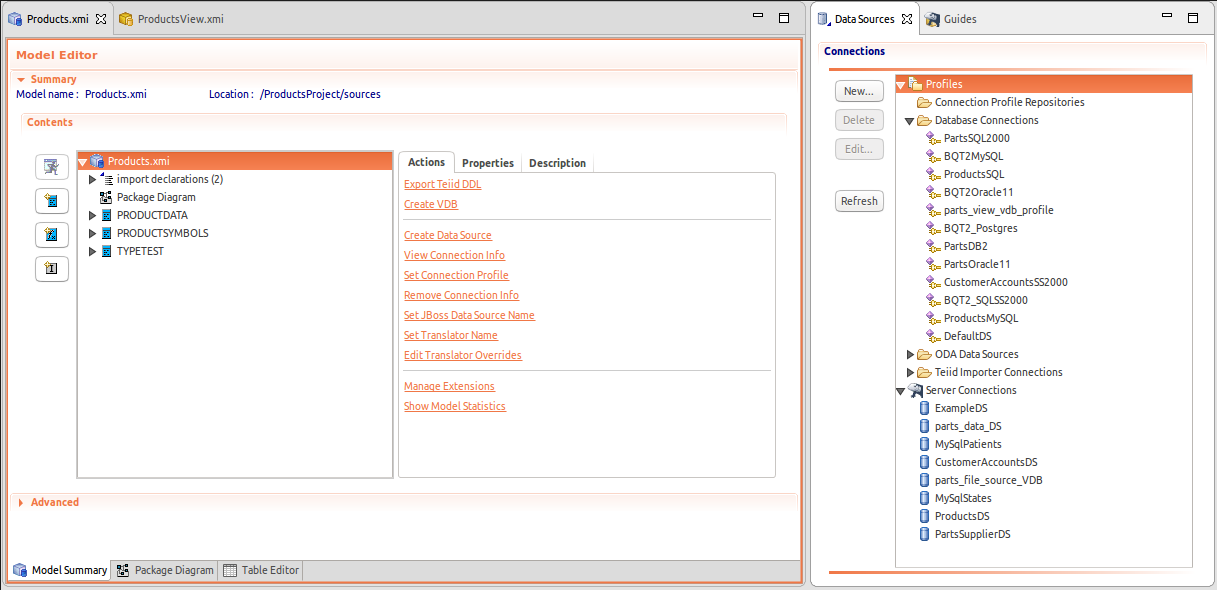 Products.xmi
ProductsView.xmi
Model Editor
Summary
Model name : Products.xmi Location : /ProductsProject/sources
Contents
Products.xmi
import declarations (2)
Package Diagram
PRODUCTDATA
PRODUCTSYMBOLS
TYPETEST
Actions Properties Description
Export Teiid DDL
Create VDB
Create Data Source
View Connection Info
Set Connection Profile
Remove Connection Info
Set JBoss Data Source Name
Set Translator Name
Edit Translator Overrides
Manage Extensions
Show Model Statistics
Advanced
Model Summary Package Diagram Table Editor
Data Sources Guides
Connections
New...
Delete
Edit...
Refresh
Profiles
Connection Profile Repositories
Database Connections
PartsSQL2000
BQT2MySQL
ProductsSQL
BQT2Oracle11
parts_view_vdb_profile
BQT2_Postgres
PartsDB2
PartsOracle11
CustomerAccountsSS2000
BQT2_SQLSS2000
ProductsMySQL
DefaultDS
ODA Data Sources
Teiid Importer Connections
Server Connections
ExampleDS
parts_data_DS
MySqlPatients
CustomerAccountsDS
parts_file_source_VDB
MySqlStates
ProductsDS
PartsSupplierDS